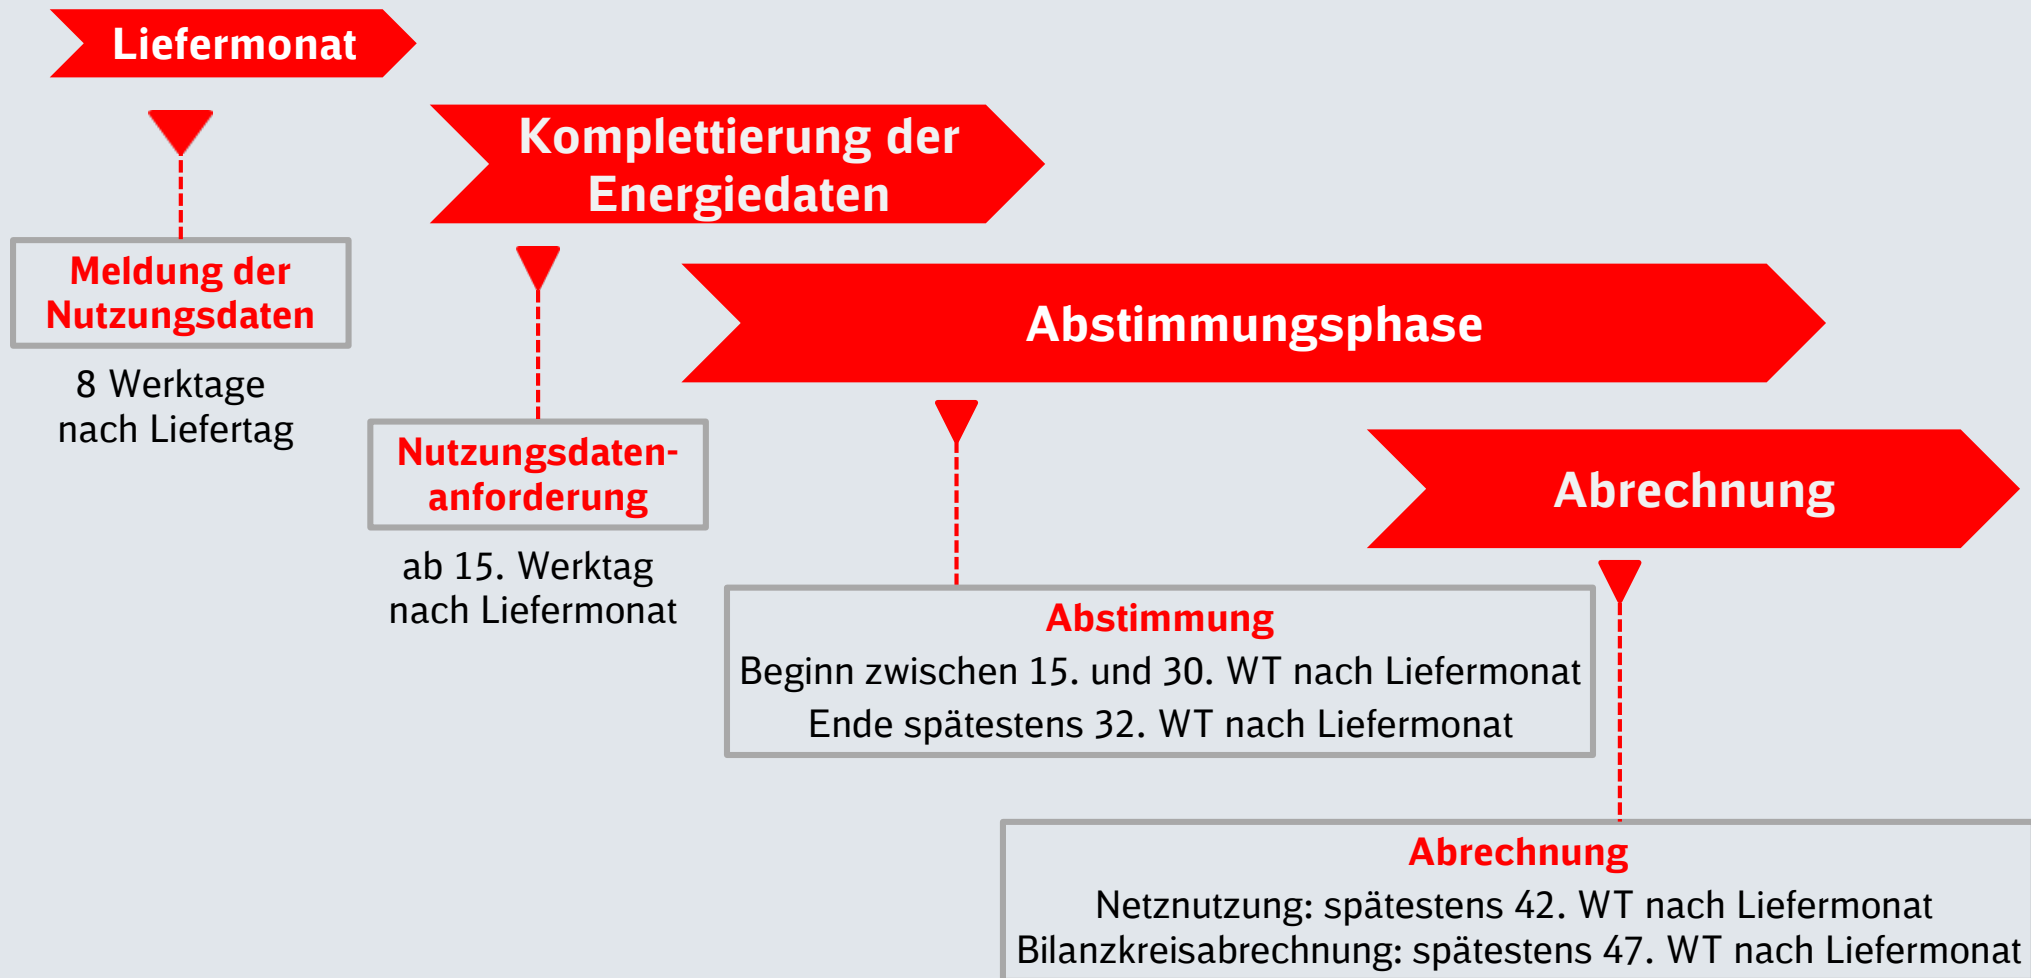 Liefermonat
Meldung der
Nutzungsdaten
8 Werktage
nach Liefertag
Komplettierung der
Energiedaten
Nutzungsdaten-
anforderung
ab 15. Werktag
nach Liefermonat
Abstimmungsphase
Abstimmung
Beginn zwischen 15. und 30. WT nach Liefermonat
Ende spätestens 32. WT nach Liefermonat
Abrechnung
Abrechnung
Netznutzung: spätestens 42. WT nach Liefermonat
Bilanzkreisabrechnung: spätestens 47. WT nach Liefermonat